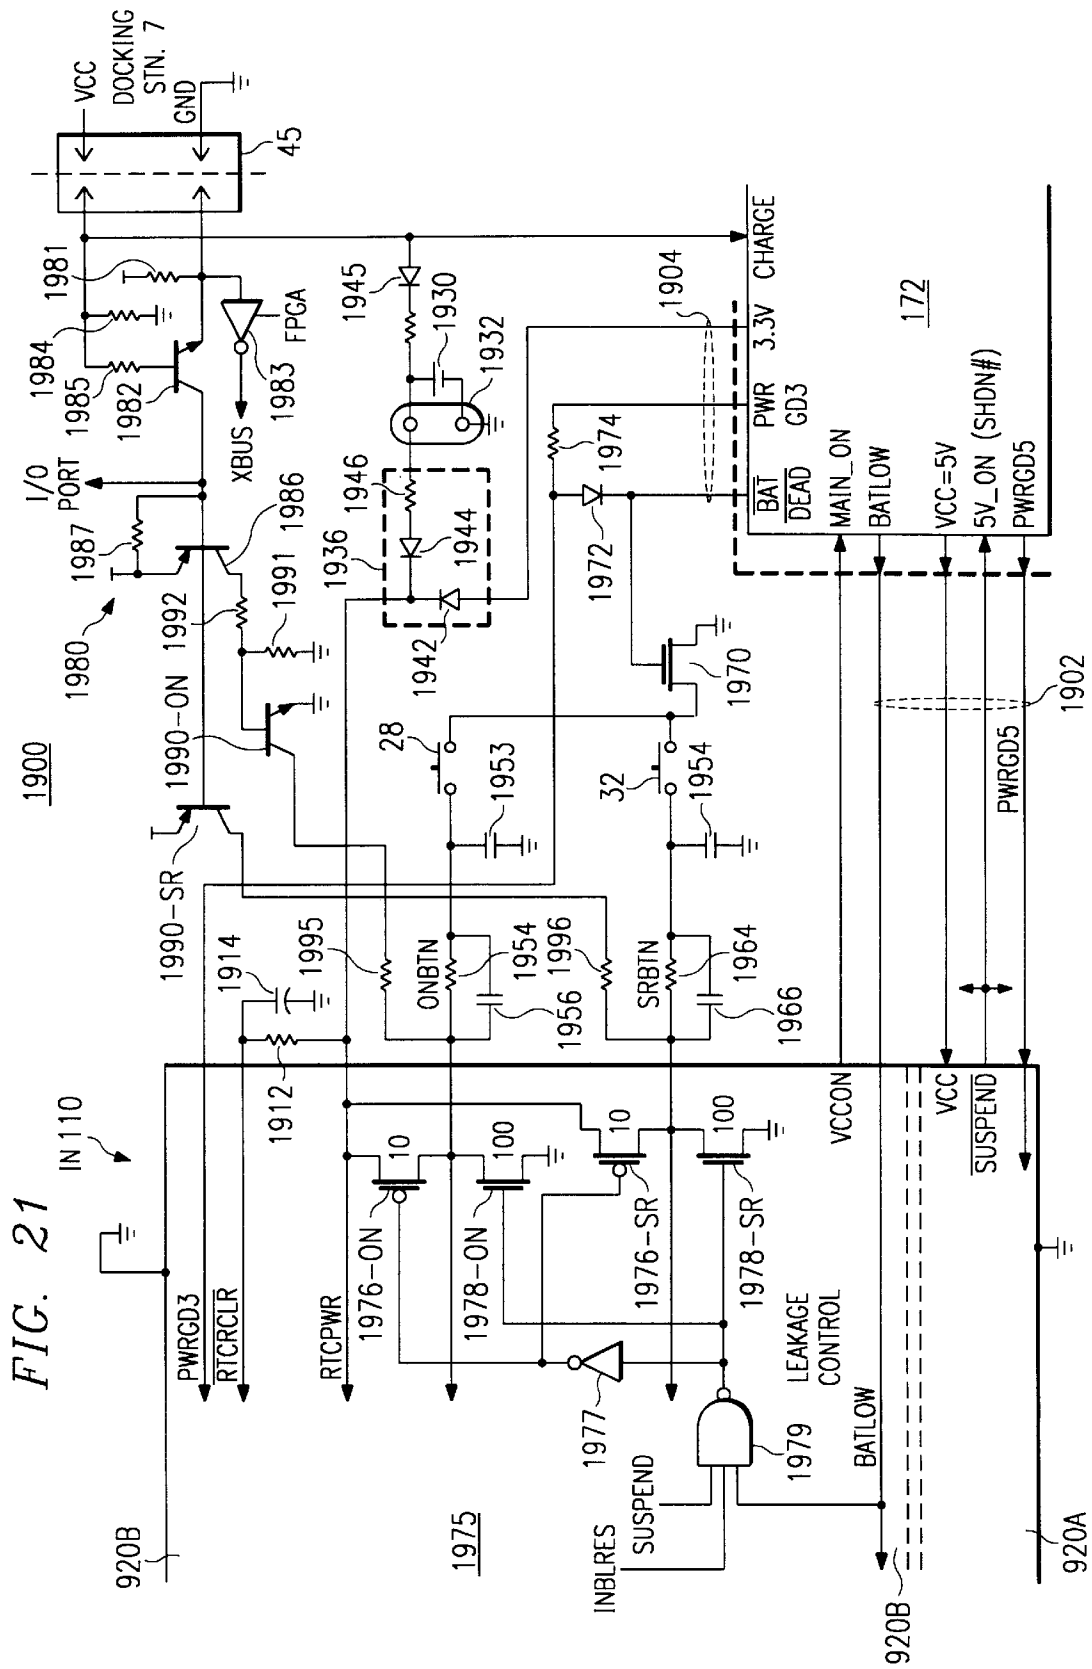 FIG. 21
IN 110
1900
920B
PWRGD3
RTCRCLR
RTCPWR
1975
INBLRES
SUSPEND
1976-ON
10
1978-ON
100
1977
10
1976-SR
100
1978-SR
1979
LEAKAGE
CONTROL
BATLOW
920B
920A
VCCON
VCC
SUSPEND
1912
1914
1990-SR
1990-ON
1980
1992
1991
1987
1986
I/O
PORT
1985
1982
1984
1981
1983
XBUS
FPGA
VCC
DOCKING
STN. 7
GND
45
1995
ONBTN
1954
1956
1996
SRBTN
1964
1966
28
1953
32
1954
1970
1936
1942
1944
1946
1945
1930
1932
1972
1974
1904
BAT
DEAD
PWR
GD3
3.3V
CHARGE
172
MAIN_ON
BATLOW
VCC=5V
5V_ON (SHDN#)
PWRGD5
PWRGD5
1902